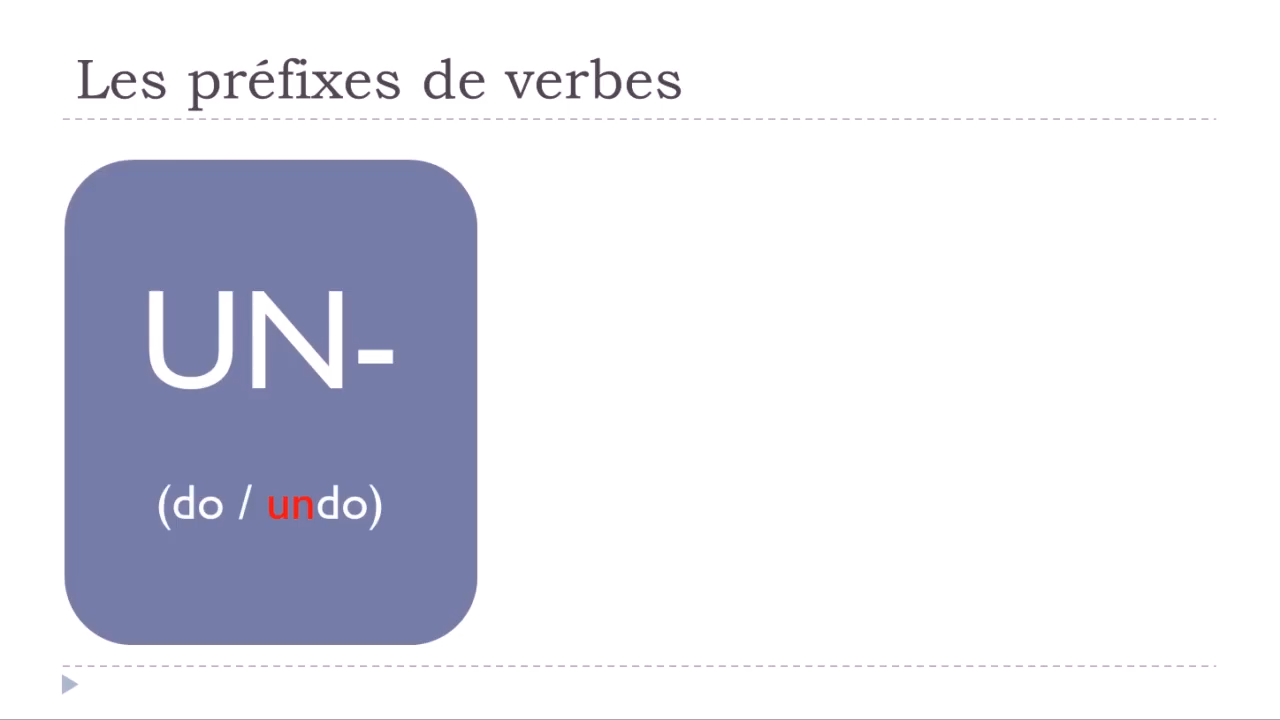 Les préfixes de verbes
UN-
(do / undo)